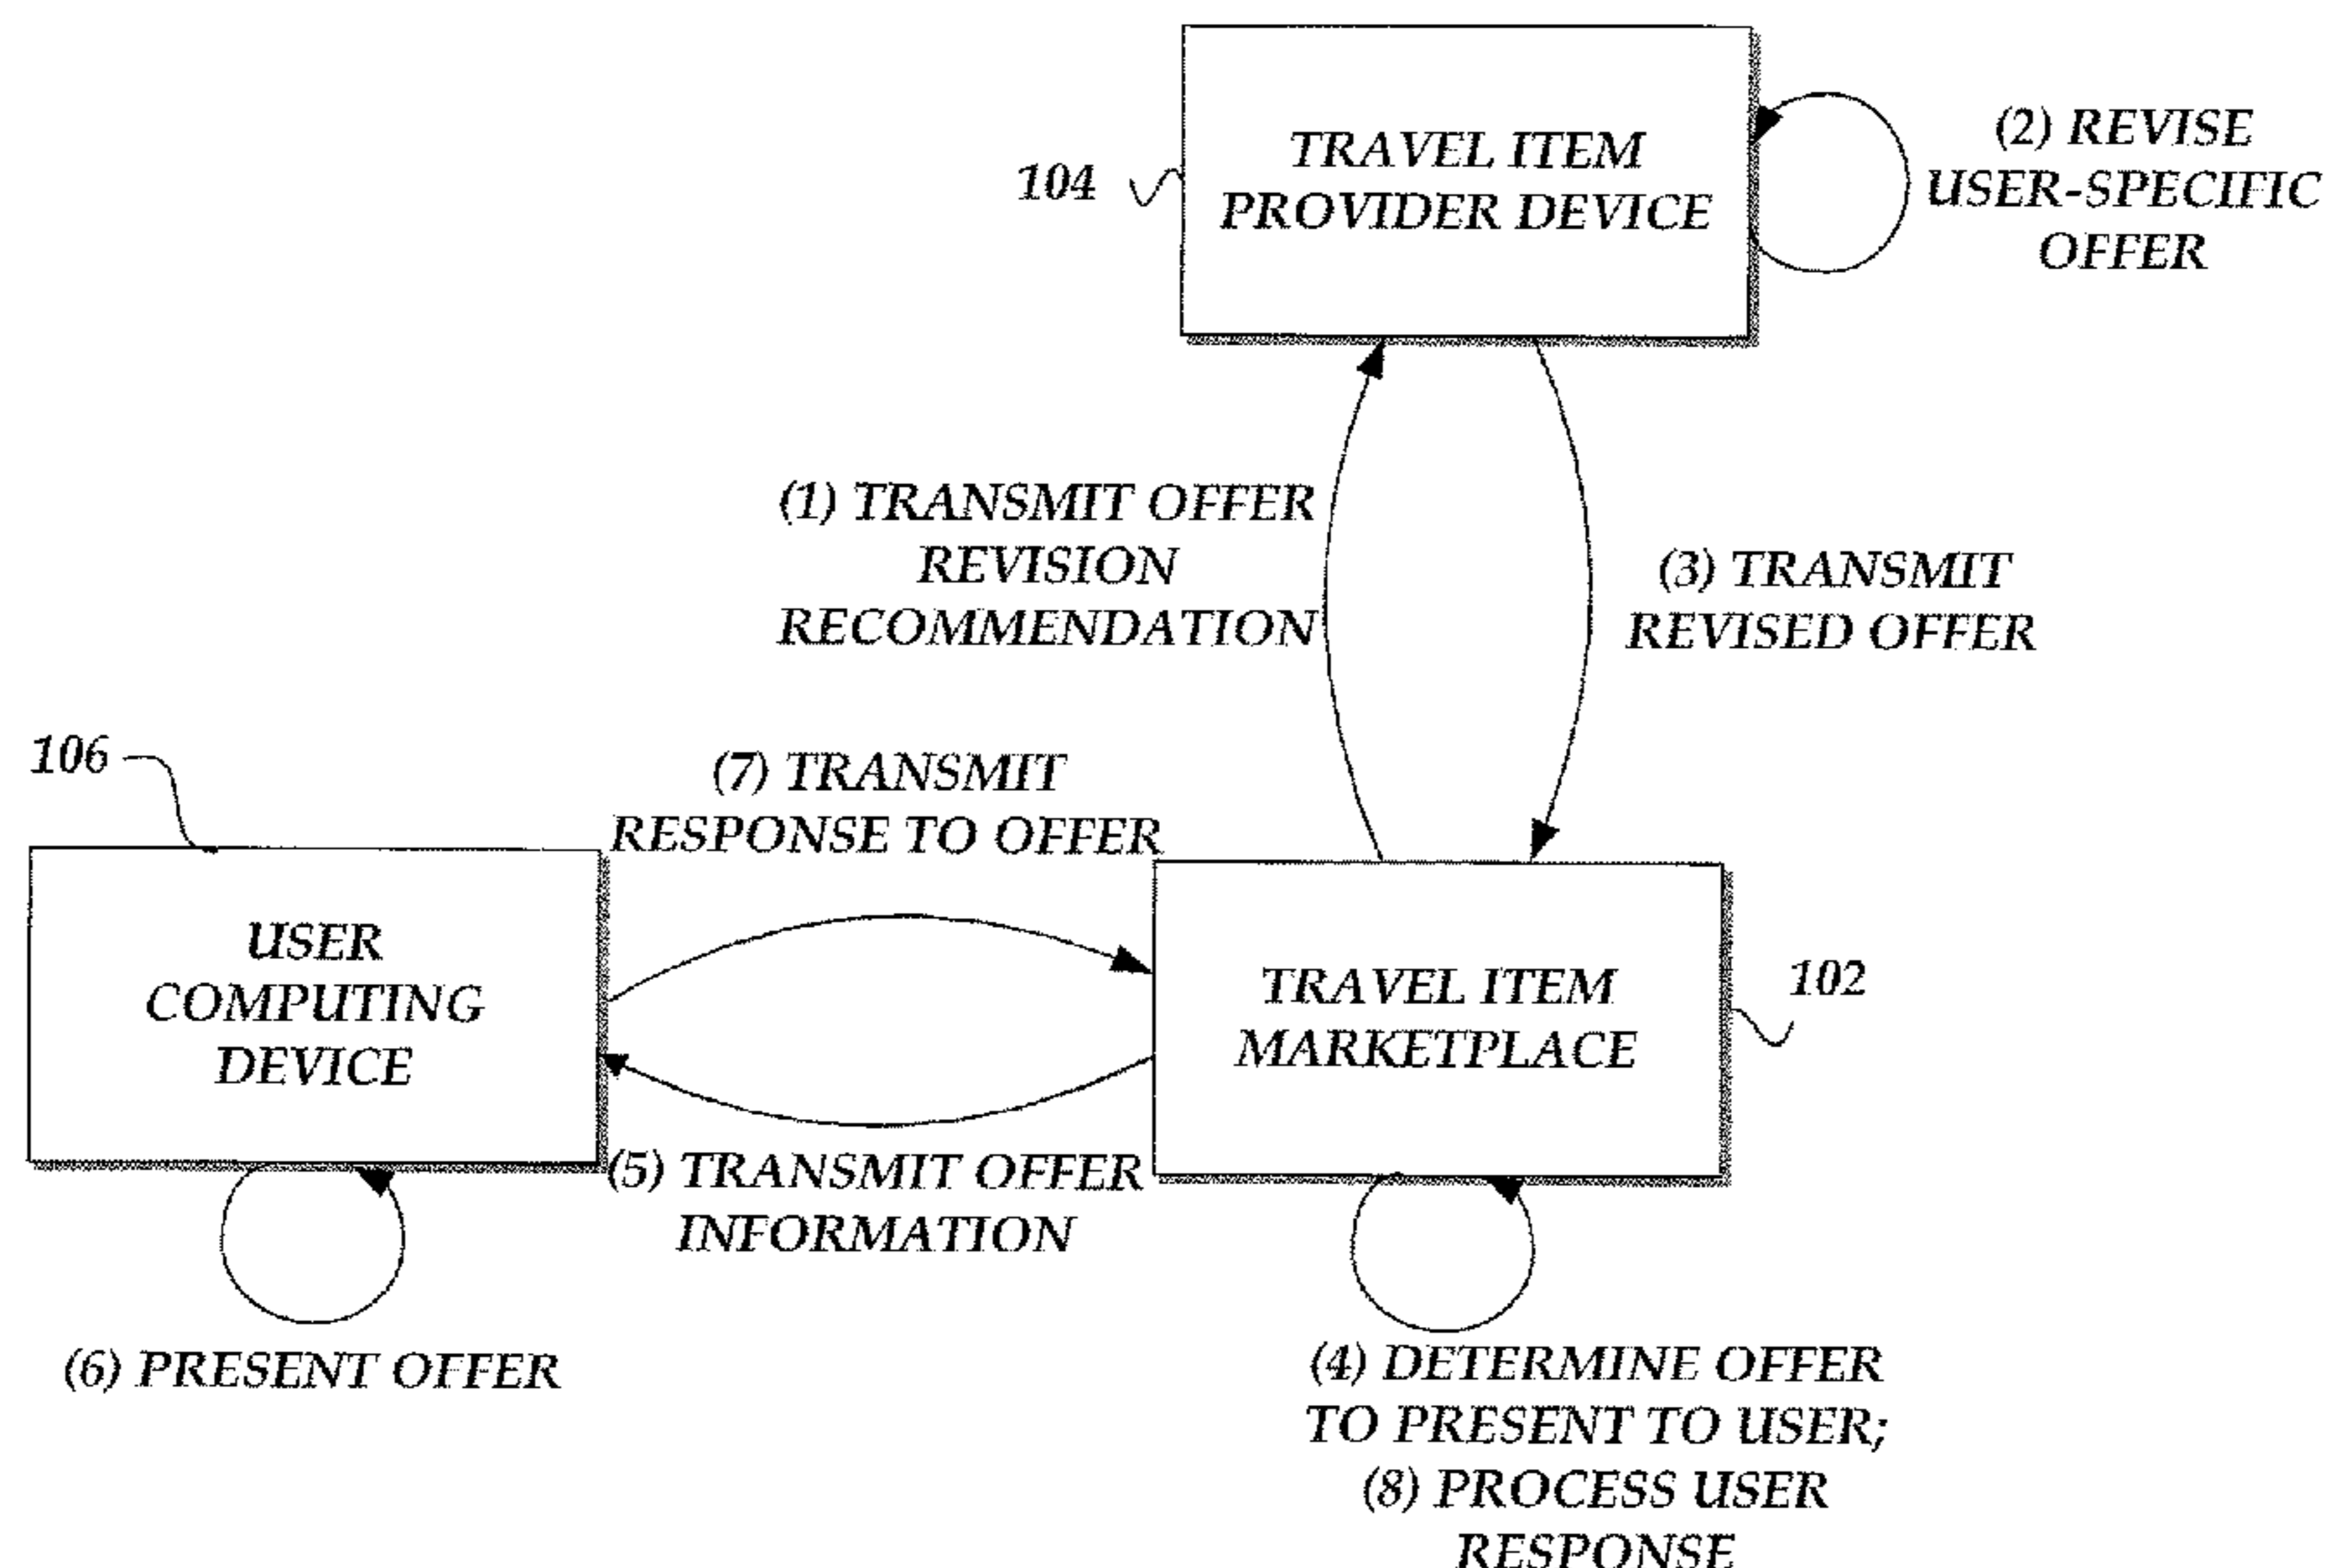 TRAVEL ITEM
PROVIDER DEVICE
104
(2) REVISE
USER-SPECIFIC
OFFER
(1) TRANSMIT OFFER
REVISION
RECOMMENDATION
(3) TRANSMIT
REVISED OFFER
106
(7) TRANSMIT
RESPONSE TO OFFER
USER
COMPUTING
DEVICE
TRAVEL ITEM
MARKETPLACE
102
(5) TRANSMIT OFFER
INFORMATION
(6) PRESENT OFFER
(4) DETERMINE OFFER
TO PRESENT TO USER;
(8) PROCESS USER
RESPONSE